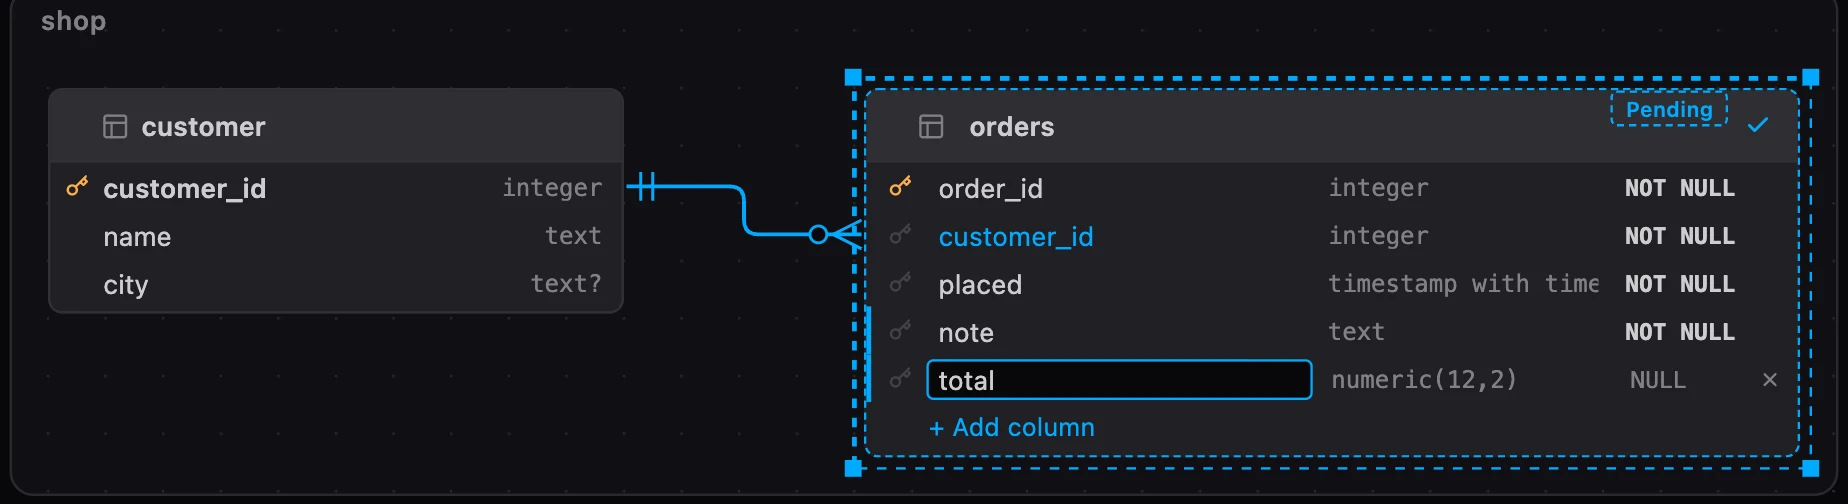 shop
customer
customer_id integer
name text
city text?
orders Pending
order_id integer NOT NULL
customer_id integer NOT NULL
placed timestamp with time NOT NULL
note text NOT NULL
total numeric(12,2) NULL ×
+ Add column